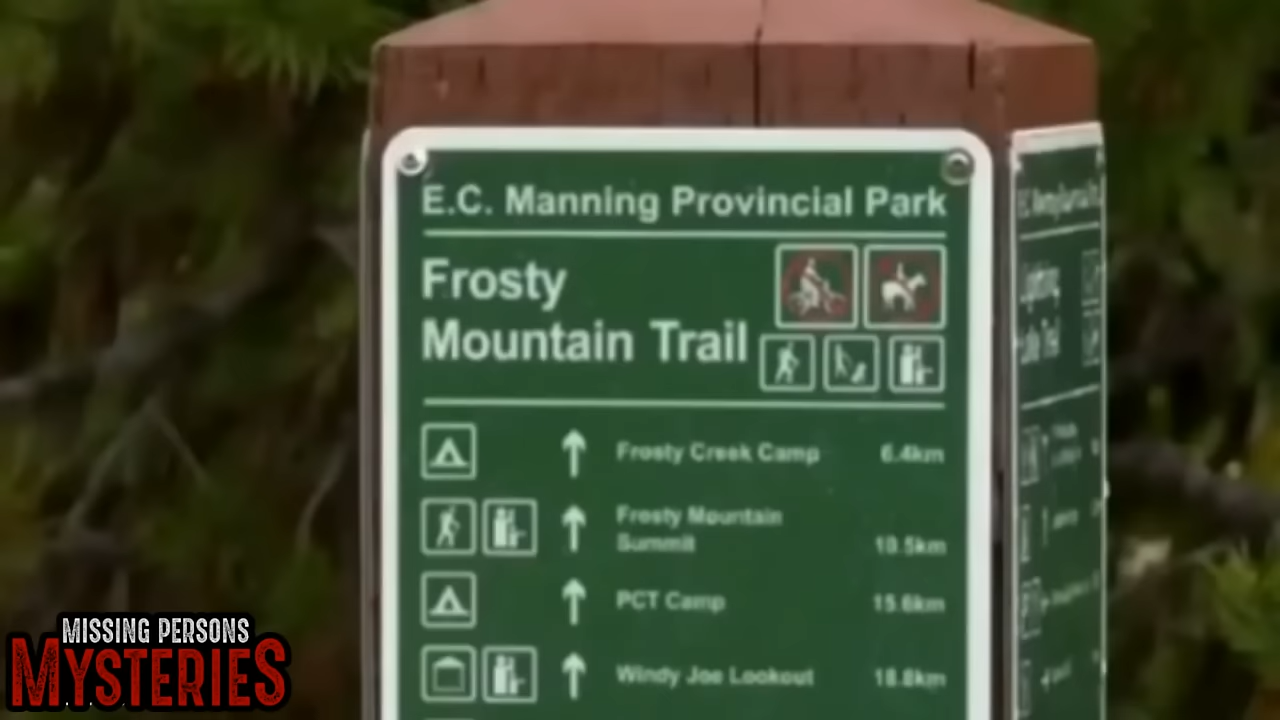 E.C. Manning Provincial Park
Frosty
Mountain Trail
Frosty Creek Camp 6.4km
Frosty Mountain
Summit 10.5km
PCT Camp 15.6km
Windy Joe Lookout 18.8km
MISSING PERSONS
MYSTERIES